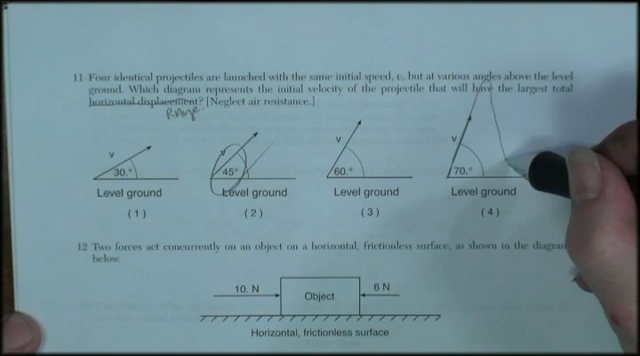 11 Four identical projectiles are launched with the same initial speed, v, but at various angles above the level
ground. Which diagram represents the initial velocity of the projectile that will have the largest total
horizontal displacement? [Neglect air resistance.]
RANGE
v
30.°
Level ground
(1)
v
45°
Level ground
(2)
v
60.°
Level ground
(3)
v
70.°
Level ground
(4)
12 Two forces act concurrently on an object on a horizontal, frictionless surface, as shown in the diagram
below.
10. N
Object
6 N
Horizontal, frictionless surface